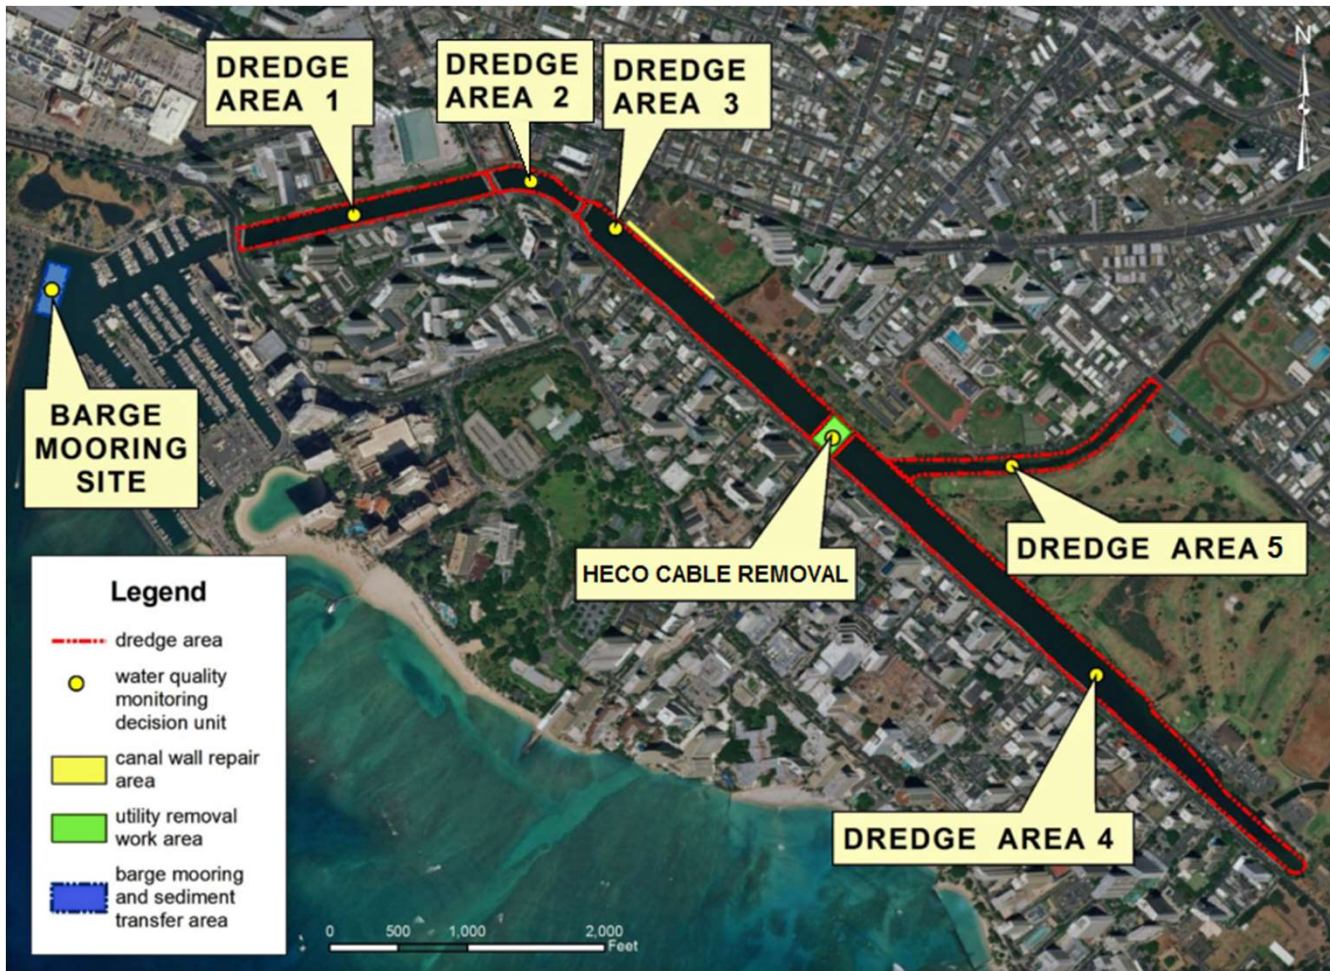 DREDGE
AREA 1
DREDGE
AREA 2
DREDGE
AREA 3
N
BARGE
MOORING
SITE
HECO CABLE REMOVAL
DREDGE AREA 5
DREDGE AREA 4
Legend
dredge area
water quality
monitoring
decision unit
canal wall repair
area
utility removal
work area
barge mooring
and sediment
transfer area
0 500 1,000 2,000
Feet